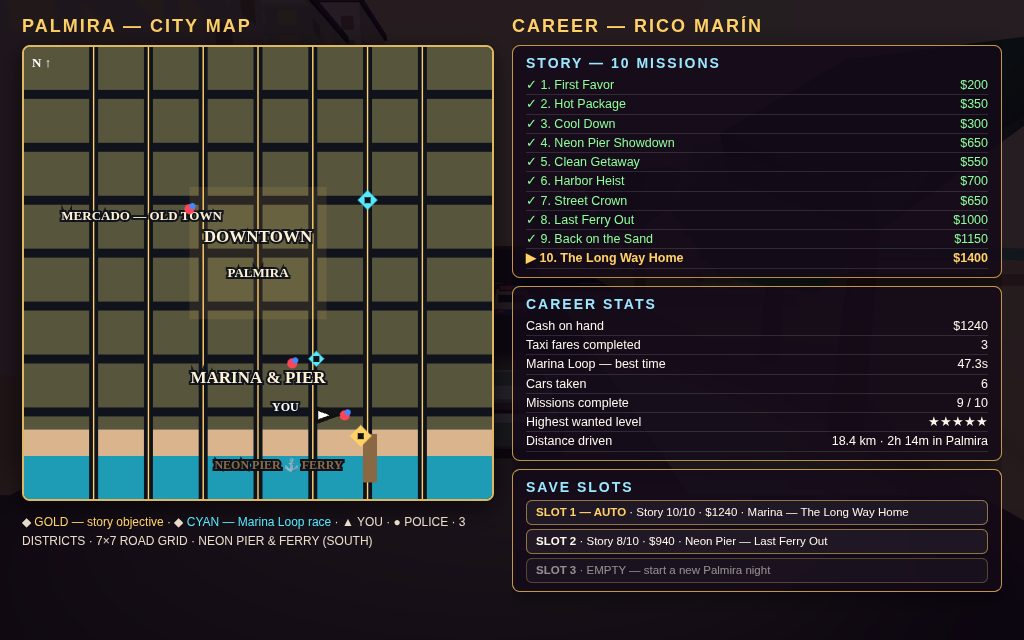 PALMIRA — CITY MAP
N ↑
MERCADO — OLD TOWN
DOWNTOWN
PALMIRA
MARINA & PIER
YOU
NEON PIER ⚓ FERRY
◆ GOLD — story objective · ◆ CYAN — Marina Loop race · ▲ YOU · ● POLICE · 3
DISTRICTS · 7×7 ROAD GRID · NEON PIER & FERRY (SOUTH)
CAREER — RICO MARÍN
STORY — 10 MISSIONS
✓ 1. First Favor $200
✓ 2. Hot Package $350
✓ 3. Cool Down $300
✓ 4. Neon Pier Showdown $650
✓ 5. Clean Getaway $550
✓ 6. Harbor Heist $700
✓ 7. Street Crown $650
✓ 8. Last Ferry Out $1000
✓ 9. Back on the Sand $1150
▶ 10. The Long Way Home $1400
CAREER STATS
Cash on hand $1240
Taxi fares completed 3
Marina Loop — best time 47.3s
Cars taken 6
Missions complete 9 / 10
Highest wanted level ★★★★★
Distance driven 18.4 km · 2h 14m in Palmira
SAVE SLOTS
SLOT 1 — AUTO · Story 10/10 · $1240 · Marina — The Long Way Home
SLOT 2 · Story 8/10 · $940 · Neon Pier — Last Ferry Out
SLOT 3 · EMPTY — start a new Palmira night